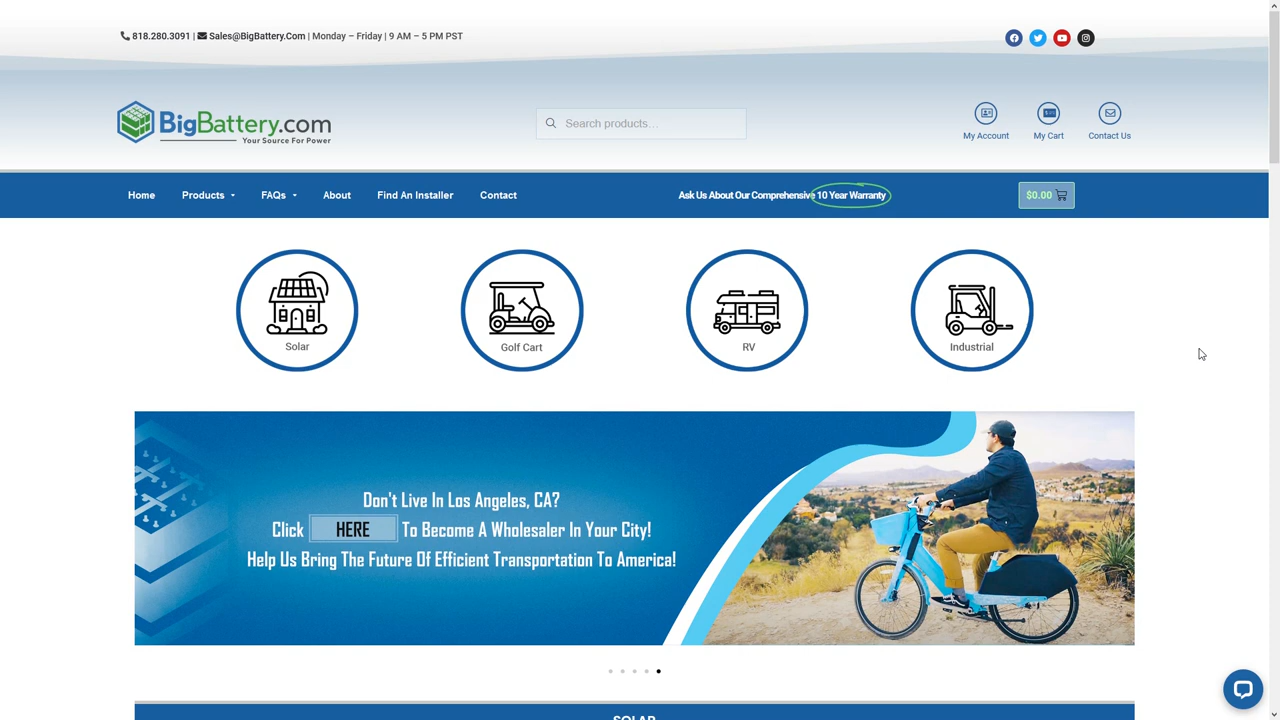 818.280.3091 | Sales@BigBattery.Com | Monday – Friday | 9 AM – 5 PM PST
BigBattery.com
Your Source For Power
Search products...
My Account
My Cart
Contact Us
Home
Products
FAQs
About
Find An Installer
Contact
Ask Us About Our Comprehensive 10 Year Warranty
$0.00
Solar
Golf Cart
RV
Industrial
Don't Live In Los Angeles, CA?
Click HERE To Become A Wholesaler In Your City!
Help Us Bring The Future Of Efficient Transportation To America!
SOLAR